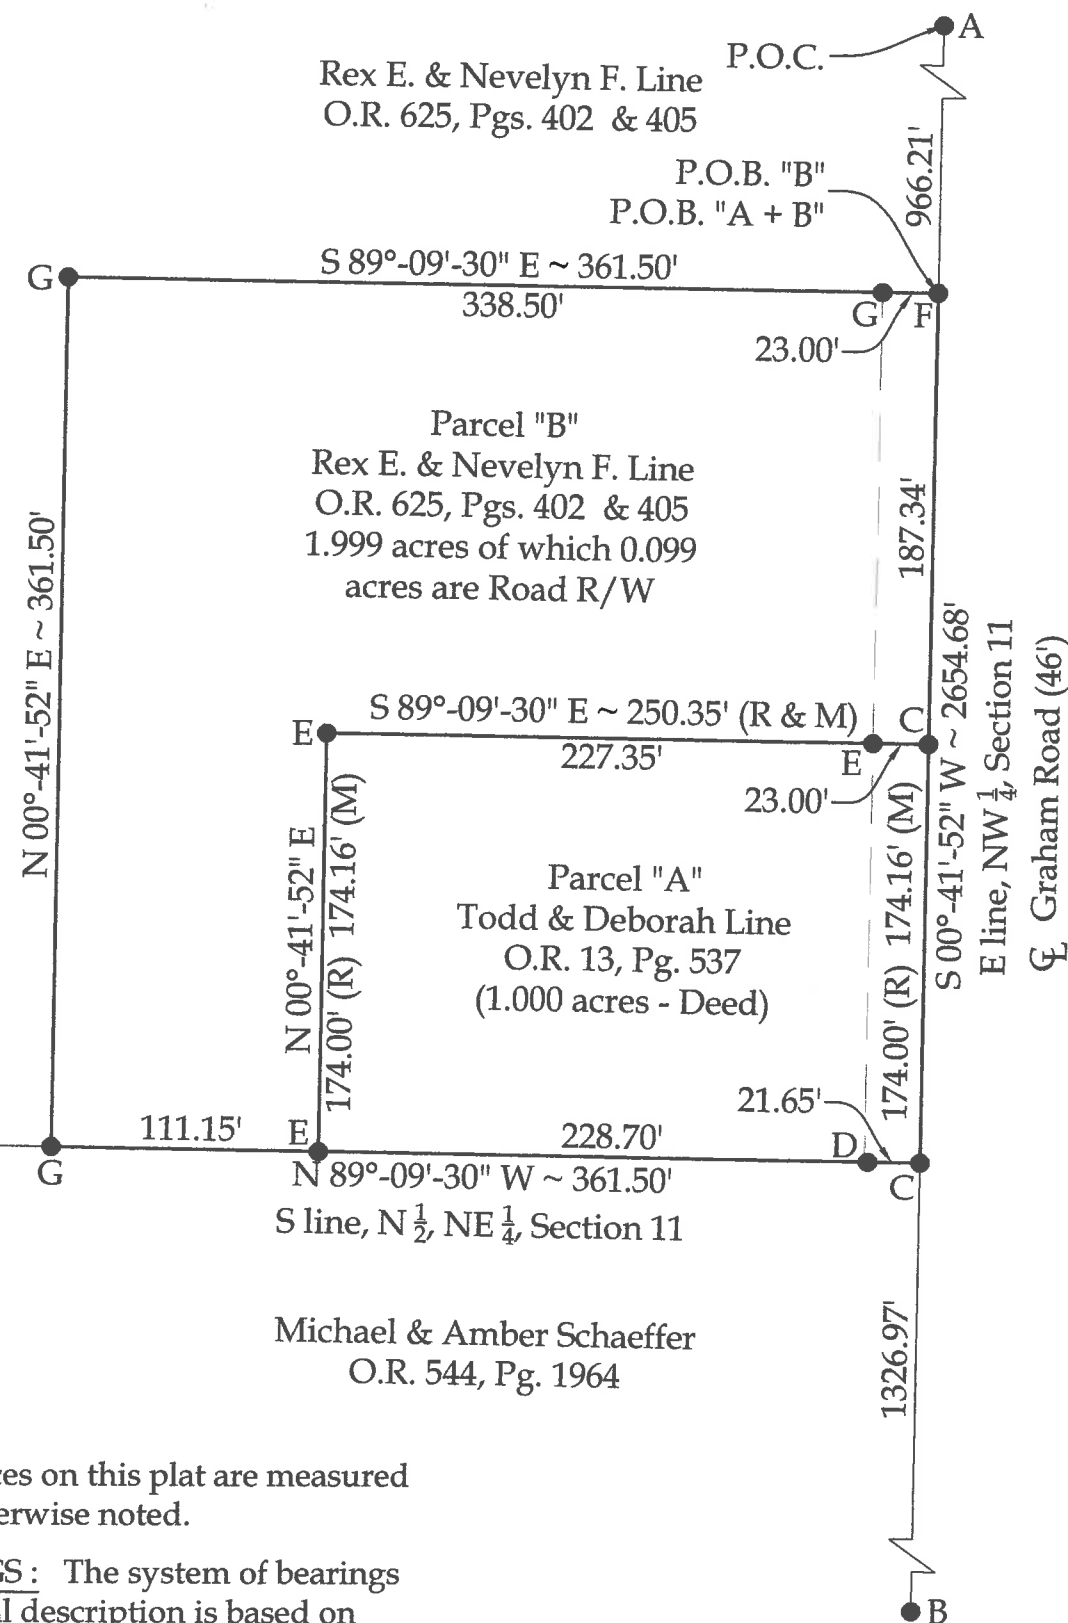 A
P.O.C.
Rex E. & Nevelyn F. Line
O.R. 625, Pgs. 402 & 405
966.21'
P.O.B. "B"
P.O.B. "A + B"
S 89°-09'-30" E ~ 361.50'
G
338.50'
G
F
23.00'
Parcel "B"
Rex E. & Nevelyn F. Line
O.R. 625, Pgs. 402 & 405
1.999 acres of which 0.099
acres are Road R/W
187.34'
N 00°-41'-52" E ~ 361.50'
S 89°-09'-30" E ~ 250.35' (R & M)
C
E
227.35'
E
23.00'
S 00°-41'-52" W ~ 2654.68'
E line, NW 1/4, Section 11
℄ Graham Road (46')
N 00°-41'-52" E
174.00' (R) 174.16' (M)
Parcel "A"
Todd & Deborah Line
O.R. 13, Pg. 537
(1.000 acres - Deed)
174.00' (R) 174.16' (M)
21.65'
111.15'
E
228.70'
D
G
N 89°-09'-30" W ~ 361.50'
C
S line, N 1/2, NE 1/4, Section 11
Michael & Amber Schaeffer
O.R. 544, Pg. 1964
1326.97'
ces on this plat are measured
erwise noted.
GS : The system of bearings
l description is based on
B